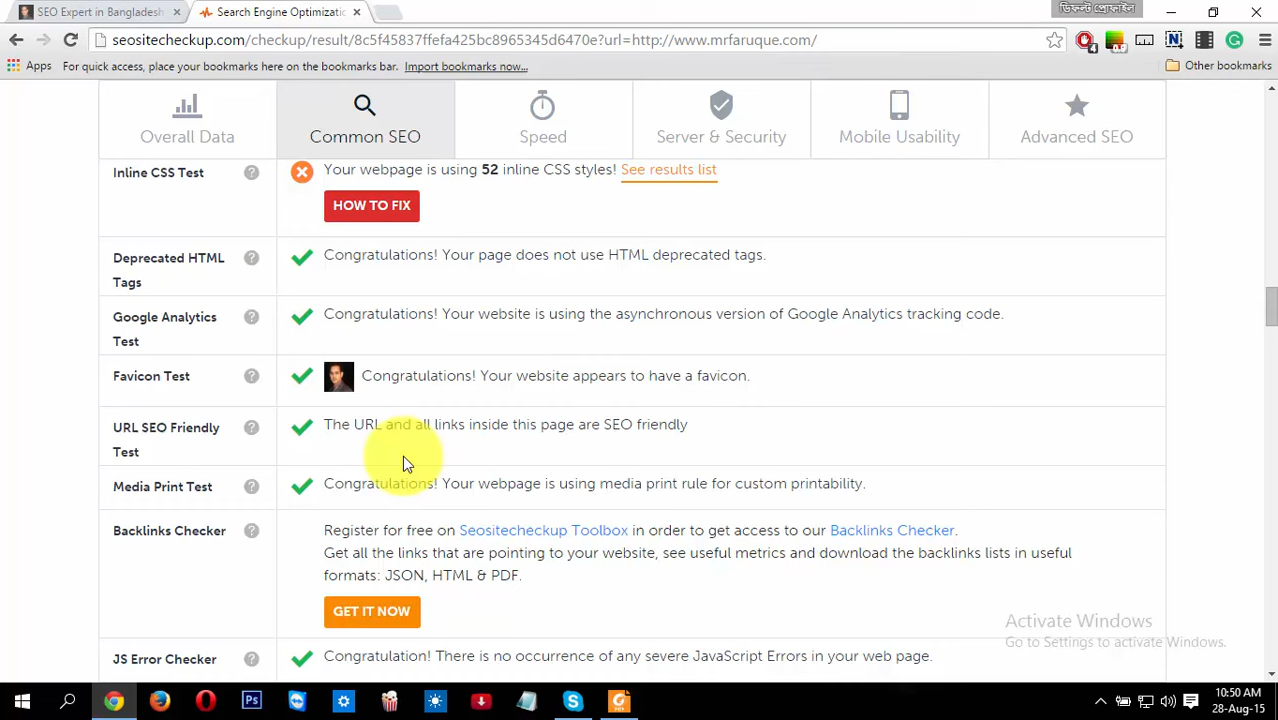 SEO Expert in Bangladesh
Search Engine Optimizatio
ডিফল্ট প্রোফাইল
seositecheckup.com/checkup/result/8c5f45837ffefa425bc8965345d6470e?url=http://www.mrfaruque.com/
Apps For quick access, place your bookmarks here on the bookmarks bar. Import bookmarks now... Other bookmarks
Overall Data
Common SEO
Speed
Server & Security
Mobile Usability
Advanced SEO
Inline CSS Test ? Your webpage is using 52 inline CSS styles! See results list
HOW TO FIX
Deprecated HTML ? Congratulations! Your page does not use HTML deprecated tags.
Tags
Google Analytics ? Congratulations! Your website is using the asynchronous version of Google Analytics tracking code.
Test
Favicon Test ? Congratulations! Your website appears to have a favicon.
URL SEO Friendly ? The URL and all links inside this page are SEO friendly
Test
Media Print Test ? Congratulations! Your webpage is using media print rule for custom printability.
Backlinks Checker ? Register for free on Seositecheckup Toolbox in order to get access to our Backlinks Checker.
Get all the links that are pointing to your website, see useful metrics and download the backlinks lists in useful
formats: JSON, HTML & PDF.
GET IT NOW
Activate Windows
Go to Settings to activate Windows.
JS Error Checker ? Congratulation! There is no occurrence of any severe JavaScript Errors in your web page.
10:50 AM
28-Aug-15